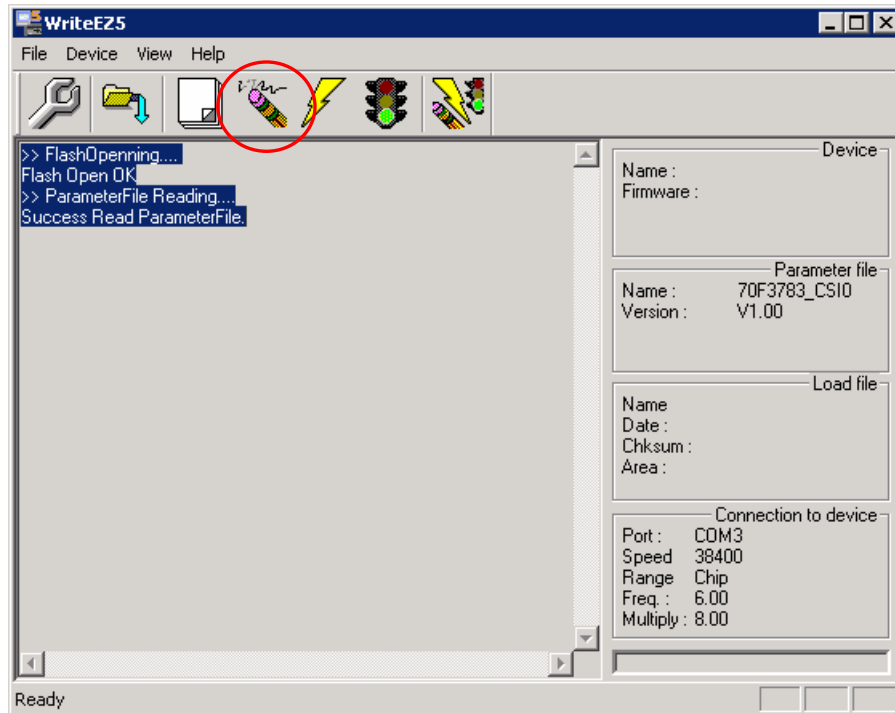 WriteEZ5
File Device View Help
>> FlashOpenning....
Flash Open OK
>> ParameterFile Reading....
Success Read ParameterFile.
Device
Name :
Firmware :
Parameter file
Name : 70F3783_CSI0
Version : V1.00
Load file
Name
Date :
Chksum :
Area :
Connection to device
Port : COM3
Speed 38400
Range Chip
Freq. : 6.00
Multiply : 8.00
Ready